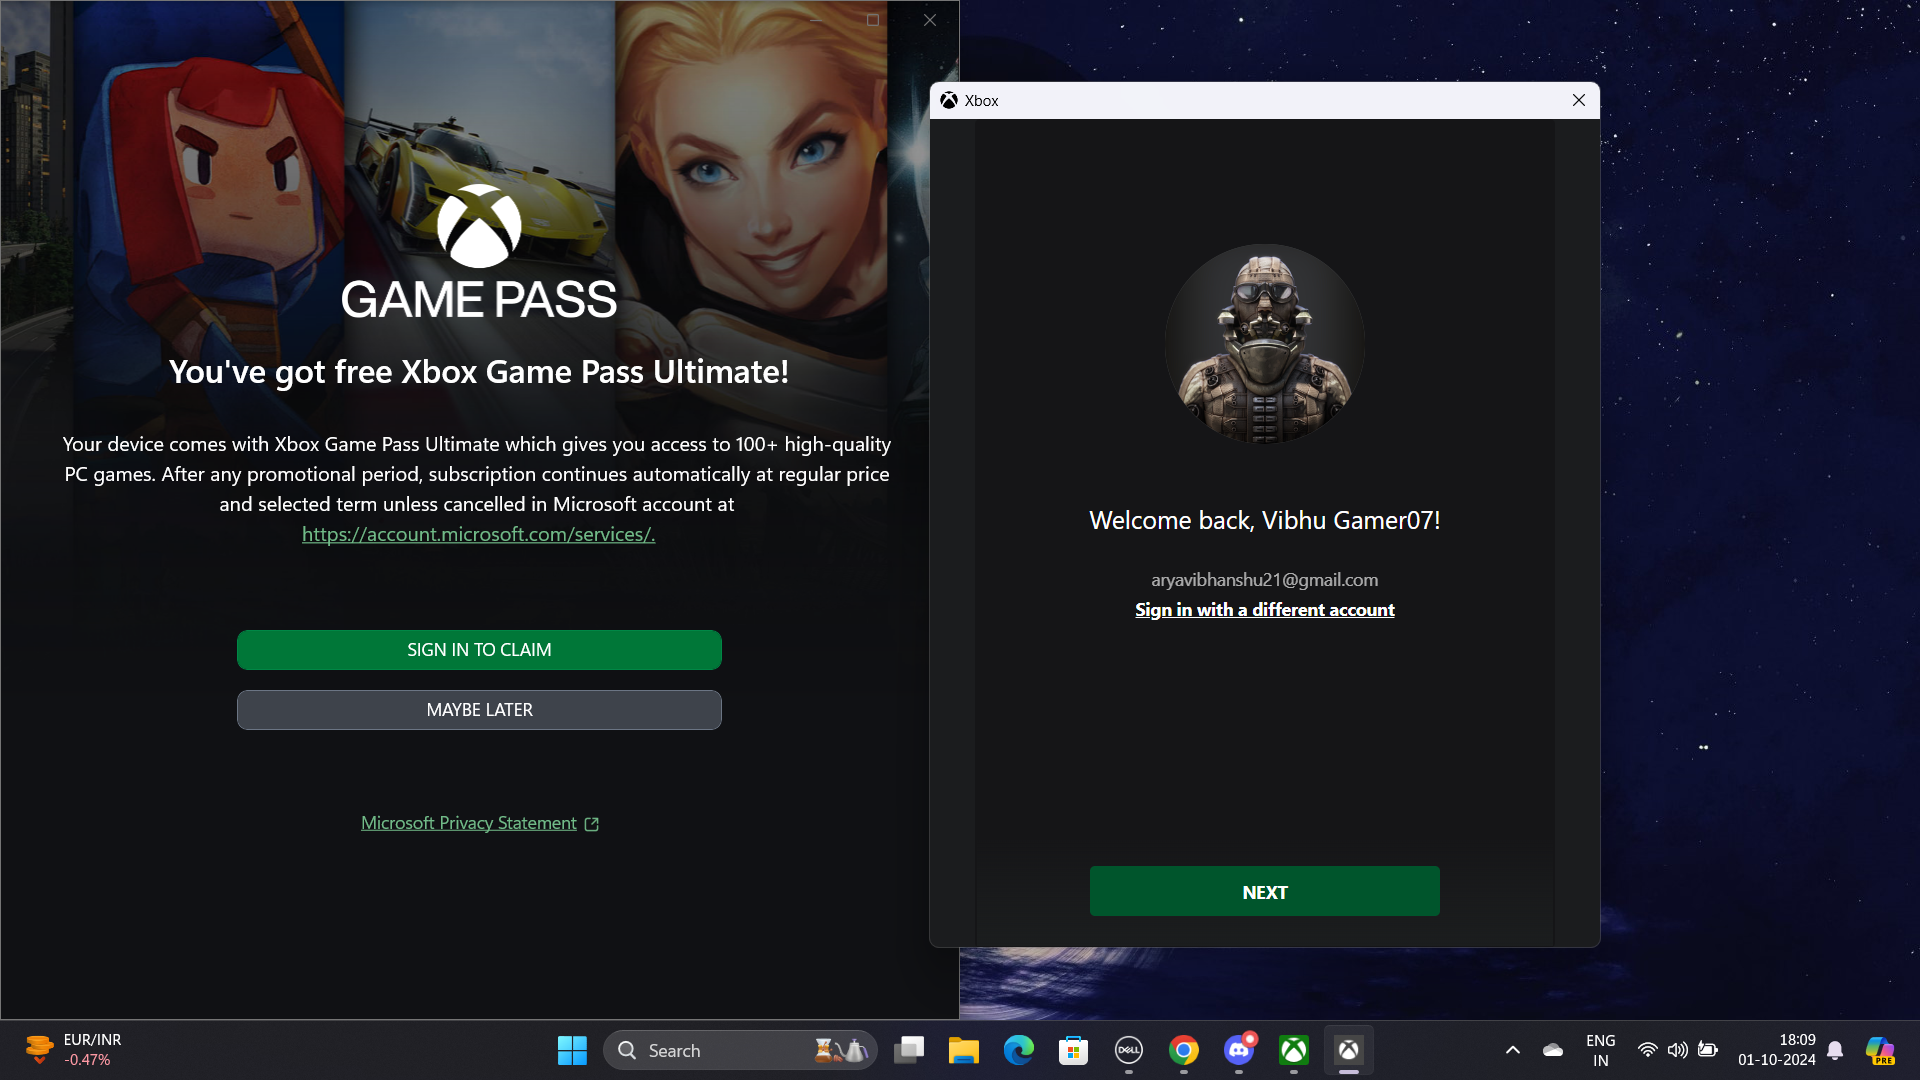 GAME PASS
You've got free Xbox Game Pass Ultimate!
Your device comes with Xbox Game Pass Ultimate which gives you access to 100+ high-quality
PC games. After any promotional period, subscription continues automatically at regular price
and selected term unless cancelled in Microsoft account at
https://account.microsoft.com/services/.
SIGN IN TO CLAIM
MAYBE LATER
Microsoft Privacy Statement
Xbox
Welcome back, Vibhu Gamer07!
aryavibhanshu21@gmail.com
Sign in with a different account
NEXT
EUR/INR
-0.47%
Search
DELL
PRE
ENG
IN
18:09
01-10-2024